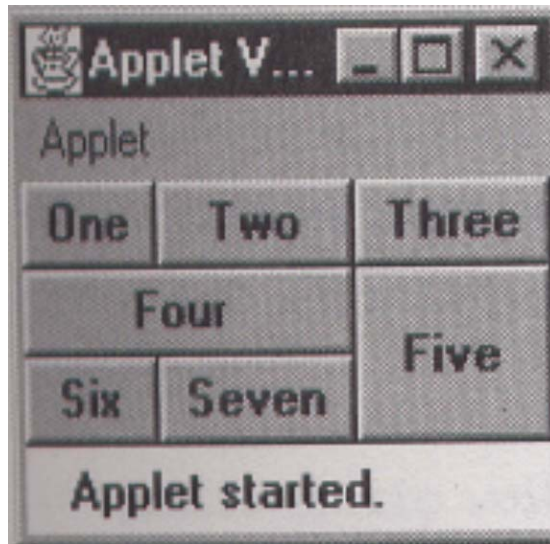 Applet V...
Applet
One Two Three
Four
Five
Six Seven
Applet started.